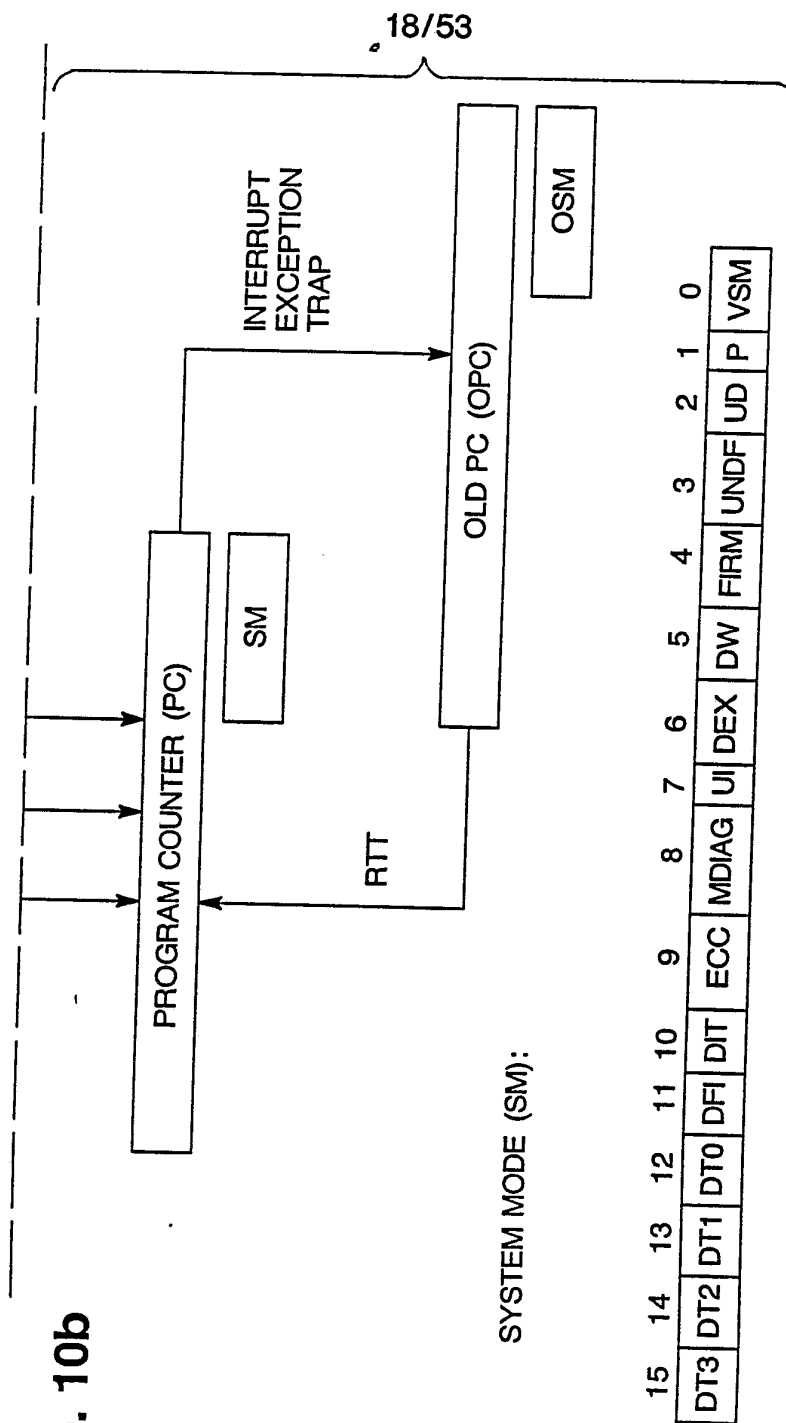 18/53
PROGRAM COUNTER (PC)
SM
INTERRUPT
EXCEPTION
TRAP
RTT
OLD PC (OPC)
OSM
SYSTEM MODE (SM):
15 14 13 12 11 10 9 8 7 6 5 4 3 2 1 0
DT3 DT2 DT1 DT0 DFI DIT ECC MDIAG UI DEX DW FIRM UNDF UD P VSM
. 10b